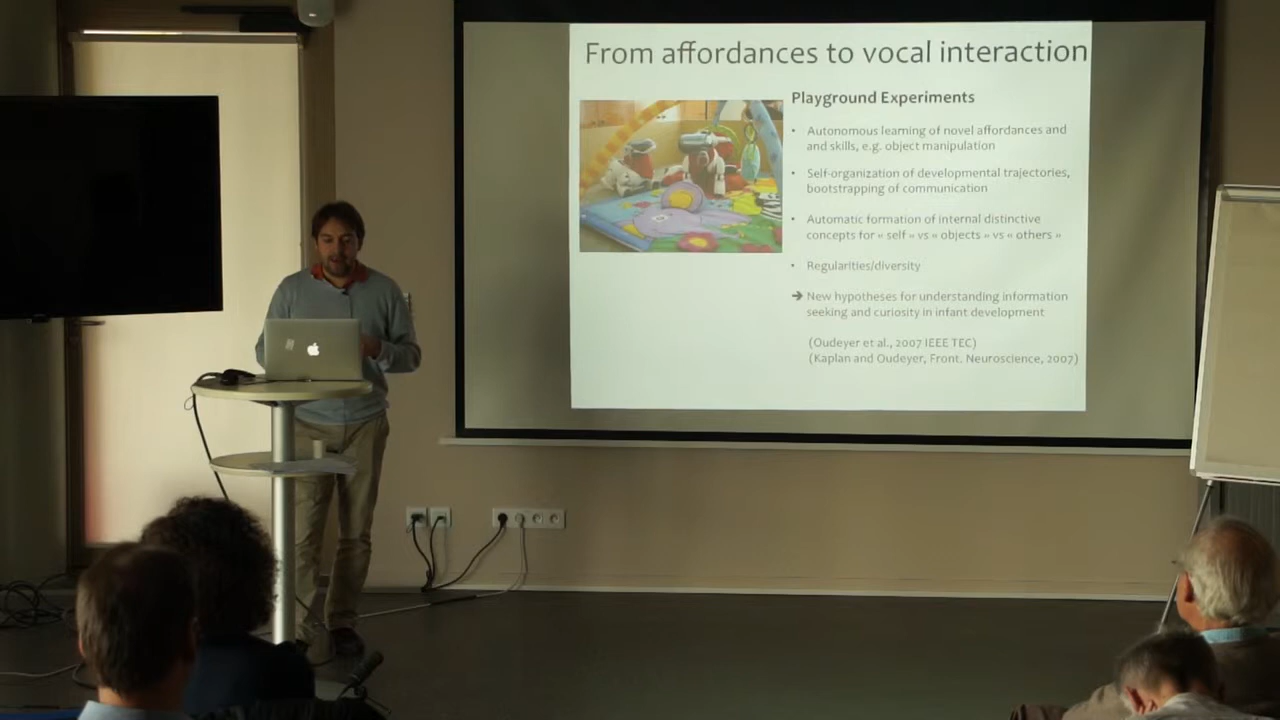 From affordances to vocal interaction
Playground Experiments
• Autonomous learning of novel affordances and
and skills, e.g. object manipulation
• Self-organization of developmental trajectories,
bootstrapping of communication
• Automatic formation of internal distinctive
concepts for « self » vs « objects » vs « others »
• Regularities/diversity
➔ New hypotheses for understanding information
seeking and curiosity in infant development
(Oudeyer et al., 2007 IEEE TEC)
(Kaplan and Oudeyer, Front. Neuroscience, 2007)